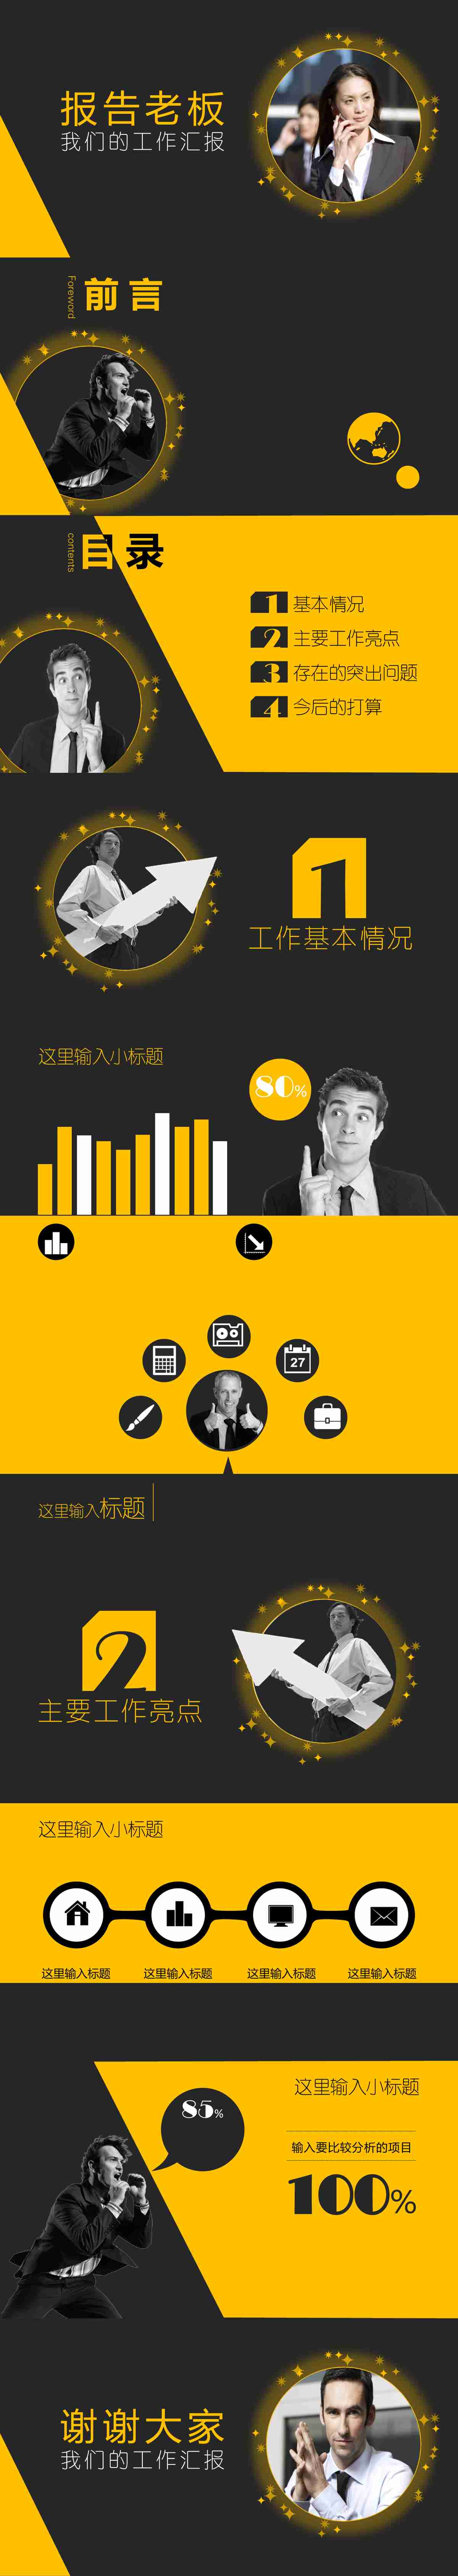 报告老板
我们的工作汇报
Foreword
前言
contents
目录
1 基本情况
2 主要工作亮点
3 存在的突出问题
4 今后的打算
1
工作基本情况
这里输入小标题
80%
27
这里输入标题
2
主要工作亮点
这里输入小标题
这里输入标题 这里输入标题 这里输入标题 这里输入标题
这里输入小标题
85%
输入要比较分析的项目
100%
谢谢大家
我们的工作汇报